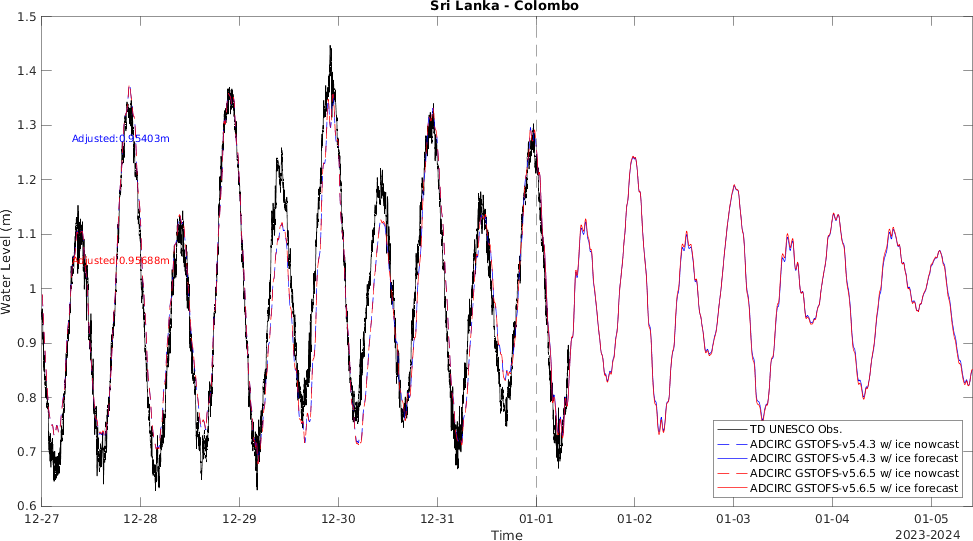 Sri Lanka - Colombo
1.5
1.4
1.3
1.2
1.1
1
0.9
0.8
0.7
0.6
Water Level (m)
Adjusted:0.95403m
Adjusted:0.95688m
TD UNESCO Obs.
ADCIRC GSTOFS-v5.4.3 w/ ice nowcast
ADCIRC GSTOFS-v5.4.3 w/ ice forecast
ADCIRC GSTOFS-v5.6.5 w/ ice nowcast
ADCIRC GSTOFS-v5.6.5 w/ ice forecast
12-27 12-28 12-29 12-30 12-31 01-01 01-02 01-03 01-04 01-05
Time
2023-2024